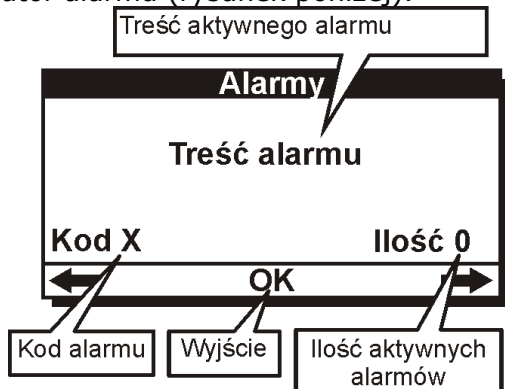 Treść aktywnego alarmu
Alarmy
Treść alarmu
Kod X
Ilość 0
OK
Kod alarmu
Wyjście
Ilość aktywnych
alarmów